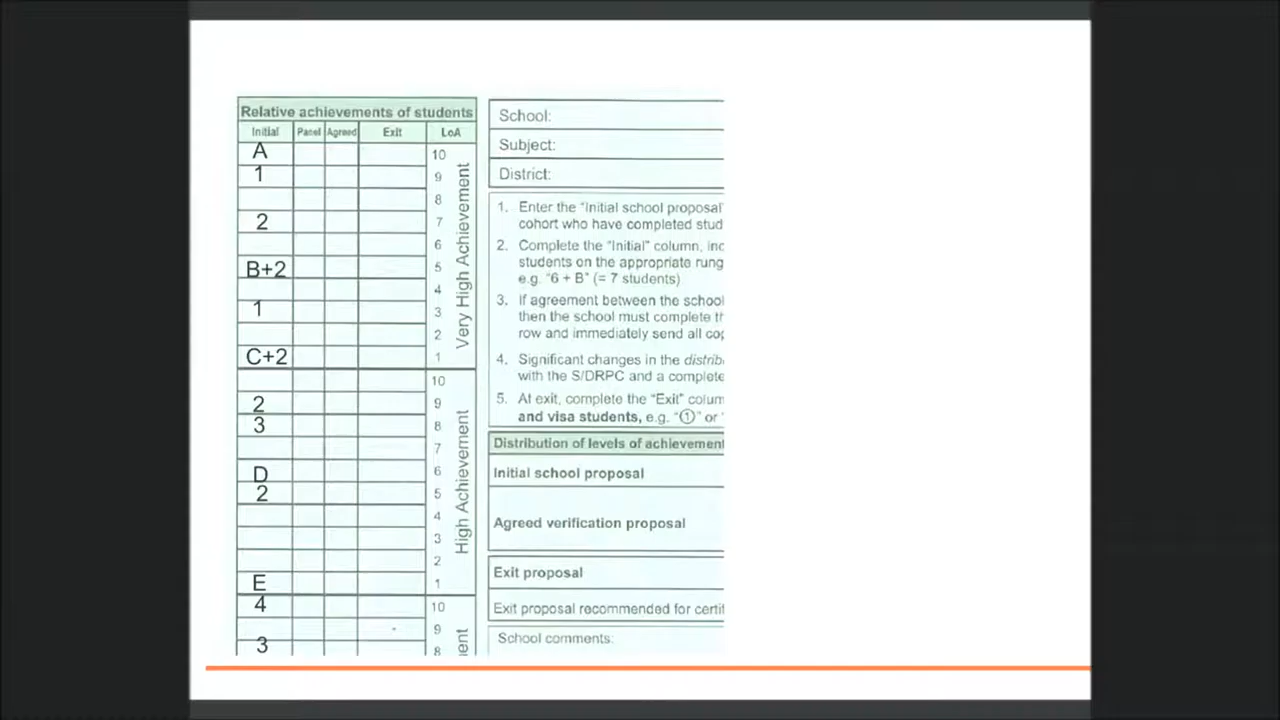 Relative achievements of students
Initial Panel Agreed Exit LoA
A 10
1 9
8
2 7
6
B+2 5
4
1 3
2
C+2 1
Very High Achievement
10
2 9
3 8
7
D 6
2 5
4
3
2
E 1
High Achievement
4 10
9
3 8
ment
School:
Subject:
District:
1. Enter the "Initial school proposal"
cohort who have completed stud
2. Complete the "Initial" column, inc
students on the appropriate rung
e.g. "6 + B" (= 7 students)
3. If agreement between the school
then the school must complete th
row and immediately send all cop
4. Significant changes in the distrib
with the S/DRPC and a complete
5. At exit, complete the "Exit" colum
and visa students, e.g. "①" or "
Distribution of levels of achievement
Initial school proposal
Agreed verification proposal
Exit proposal
Exit proposal recommended for certif
School comments: